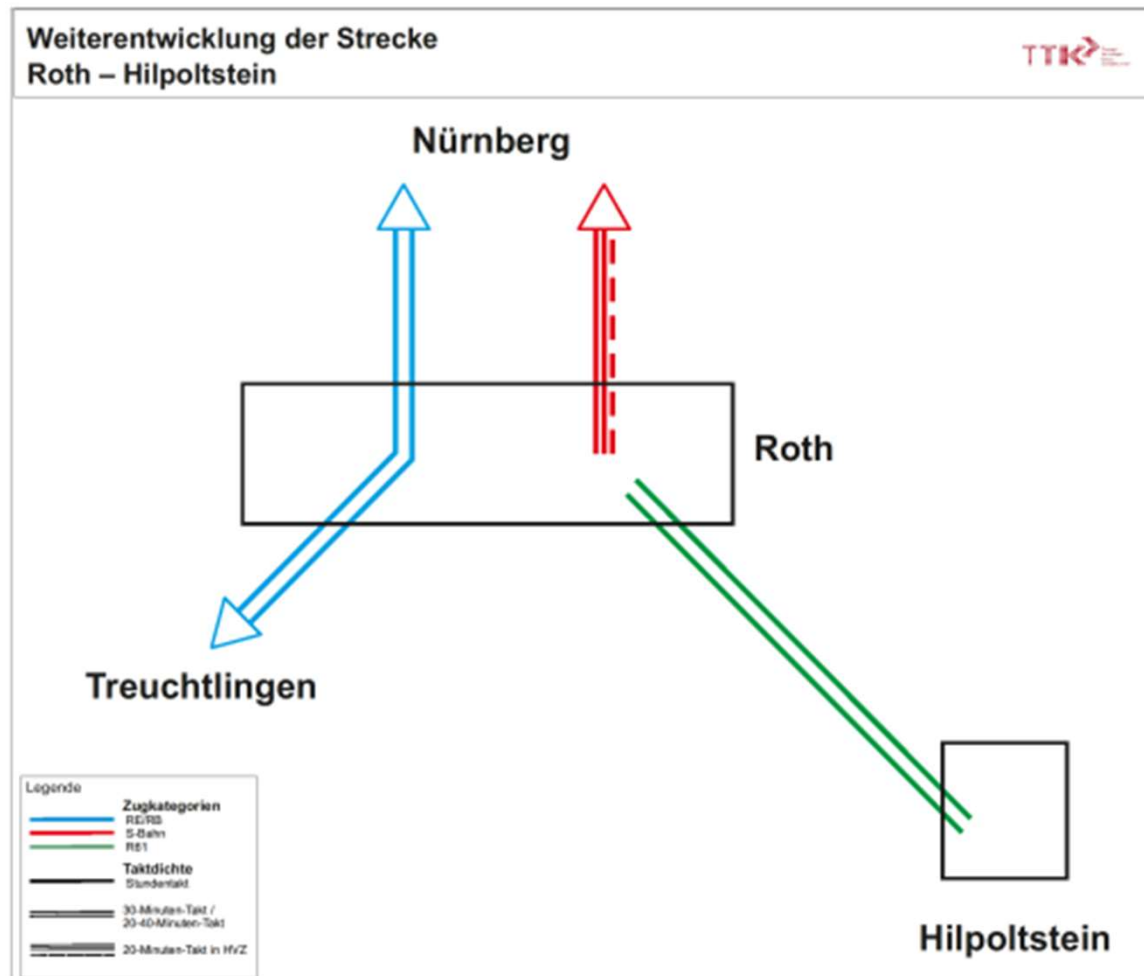 Weiterentwicklung der Strecke
Roth – Hilpoltstein
TTK
Nürnberg
Roth
Treuchtlingen
Hilpoltstein
Legende
Zugkategorien
RE/RB
S-Bahn
R61
Taktdichte
Stundentakt
30-Minuten-Takt /
20-40-Minuten-Takt
20-Minuten-Takt in HVZ